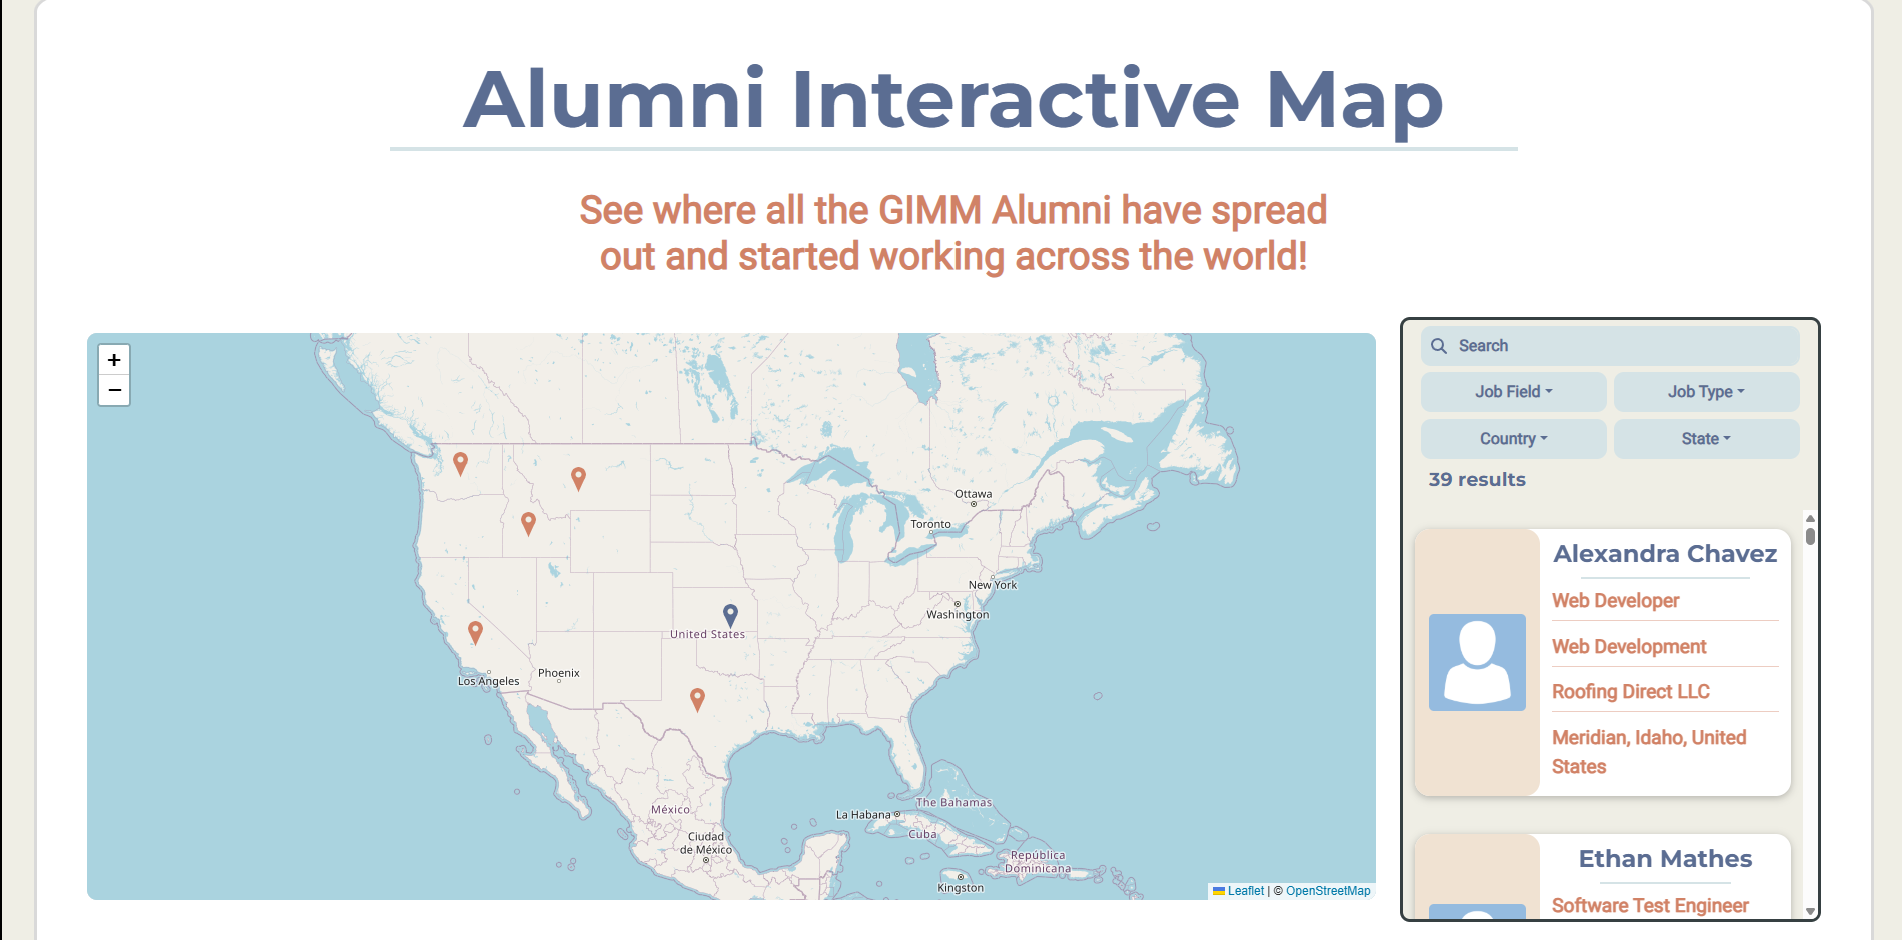 Alumni Interactive Map
See where all the GIMM Alumni have spread
out and started working across the world!
+
−
Ottawa
Toronto
New York
Washington
United States
Los Angeles
Phoenix
México
Ciudad
de México
La Habana
The Bahamas
Cuba
República
Dominicana
Kingston
Leaflet | © OpenStreetMap
Search
Job Field
Job Type
Country
State
39 results
Alexandra Chavez
Web Developer
Web Development
Roofing Direct LLC
Meridian, Idaho, United
States
Ethan Mathes
Software Test Engineer